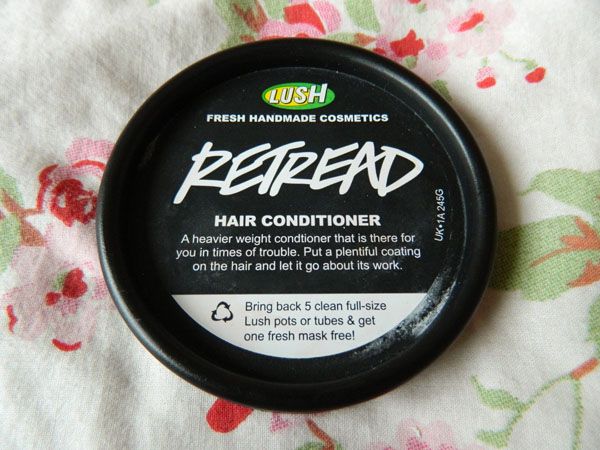 LUSH
FRESH HANDMADE COSMETICS
RETREAD
HAIR CONDITIONER
A heavier weight condtioner that is there for
you in times of trouble. Put a plentiful coating
on the hair and let it go about its work.
UK•1A 245G
Bring back 5 clean full-size
Lush pots or tubes & get
one fresh mask free!